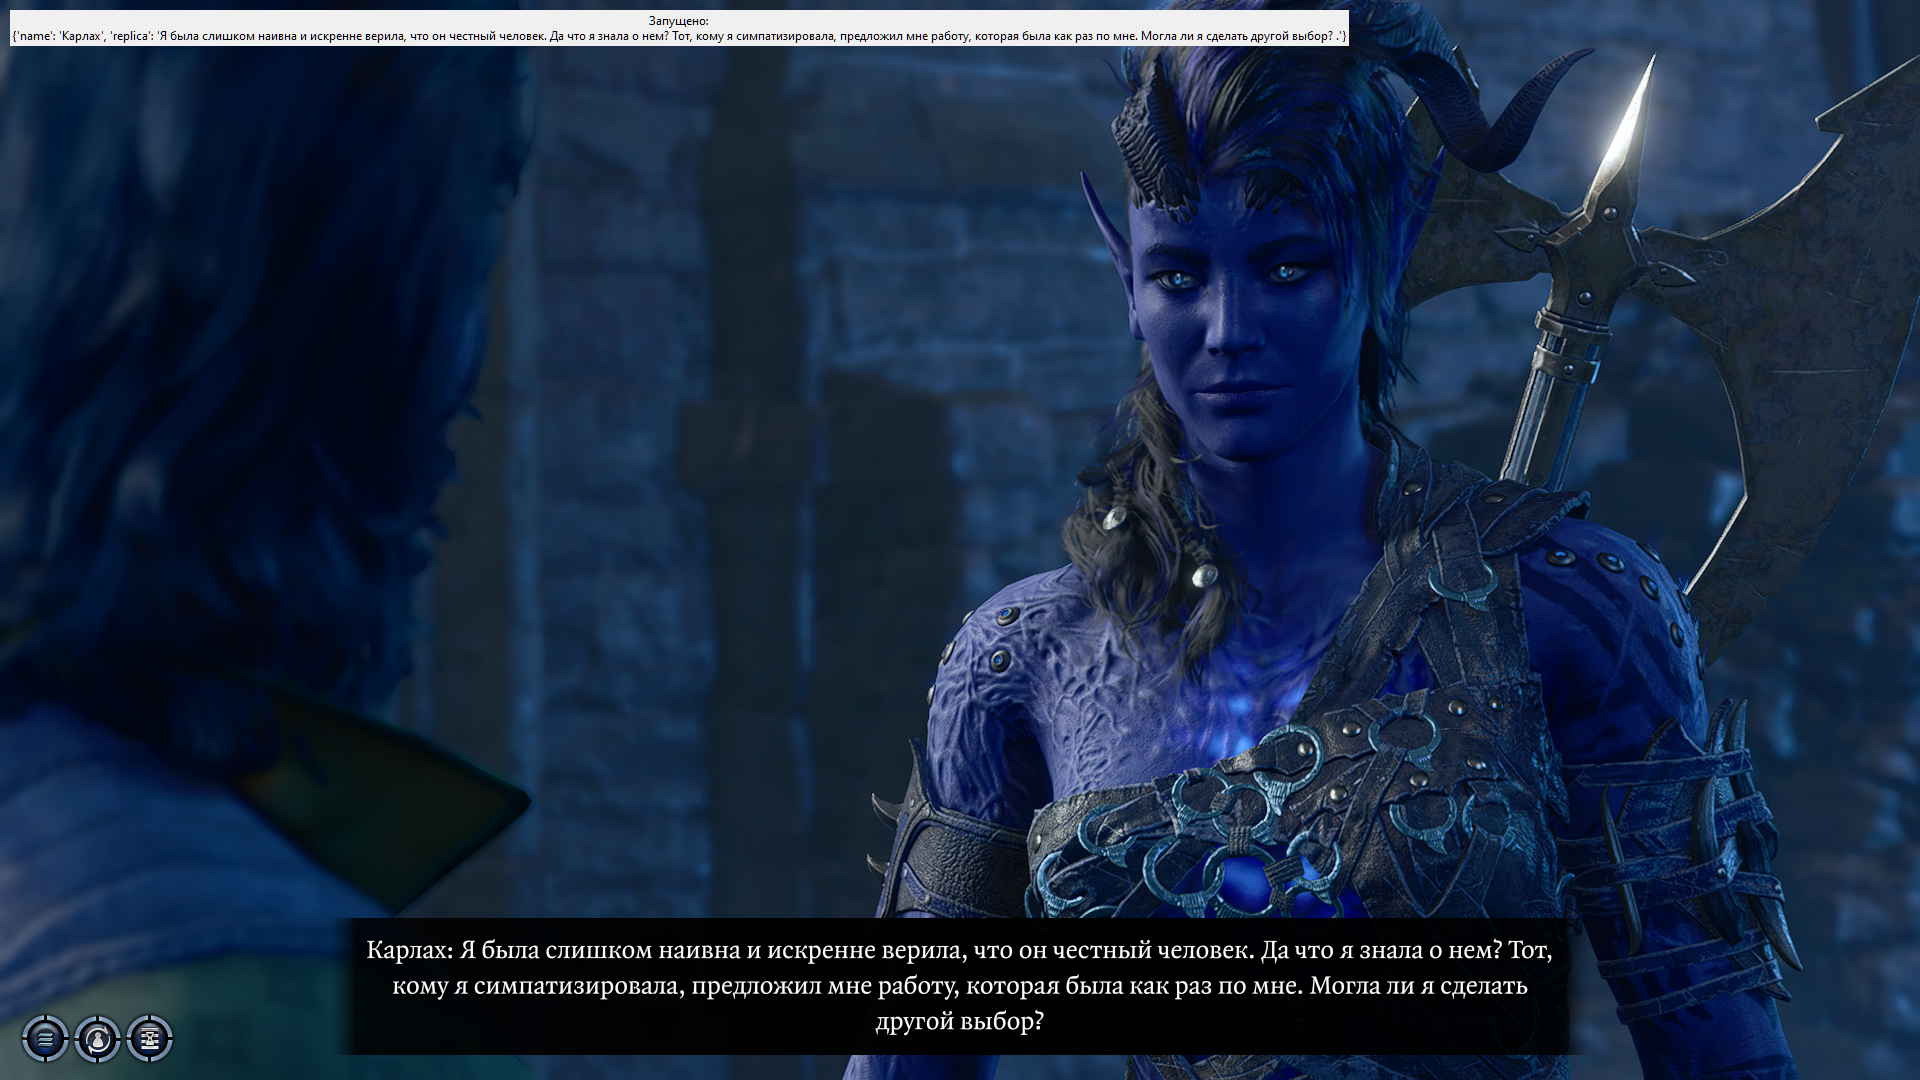 Запущено:
{'name': 'Карлах', 'replica': 'Я была слишком наивна и искренне верила, что он честный человек. Да что я знала о нем? Тот, кому я симпатизировала, предложил мне работу, которая была как раз по мне. Могла ли я сделать другой выбор? .'}
Карлах: Я была слишком наивна и искренне верила, что он честный человек. Да что я знала о нем? Тот,
кому я симпатизировала, предложил мне работу, которая была как раз по мне. Могла ли я сделать
другой выбор?